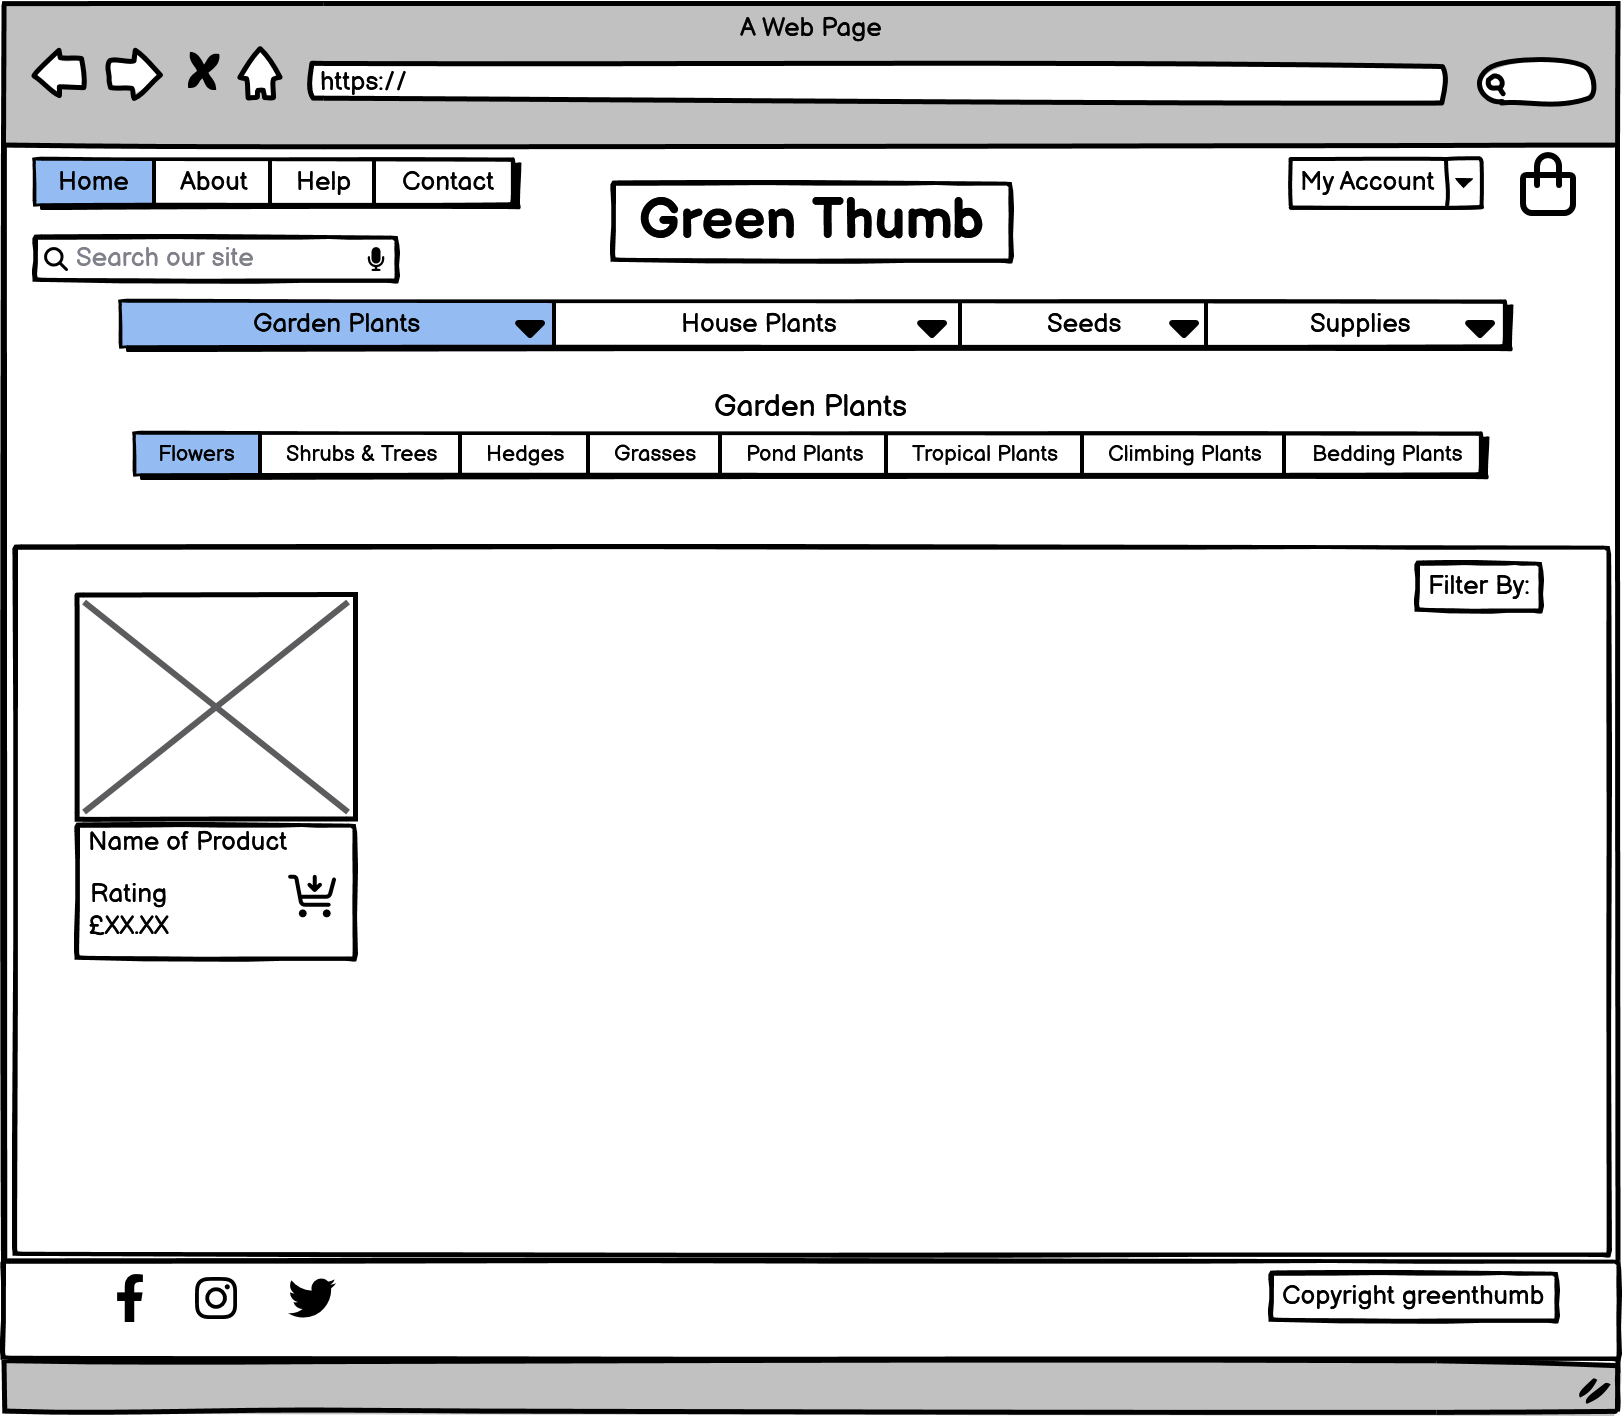 A Web Page
https://
Home About Help Contact
My Account
Green Thumb
Search our site
Garden Plants House Plants Seeds Supplies
Garden Plants
Flowers Shrubs & Trees Hedges Grasses Pond Plants Tropical Plants Climbing Plants Bedding Plants
Filter By:
Name of Product
Rating
£XX.XX
Copyright greenthumb